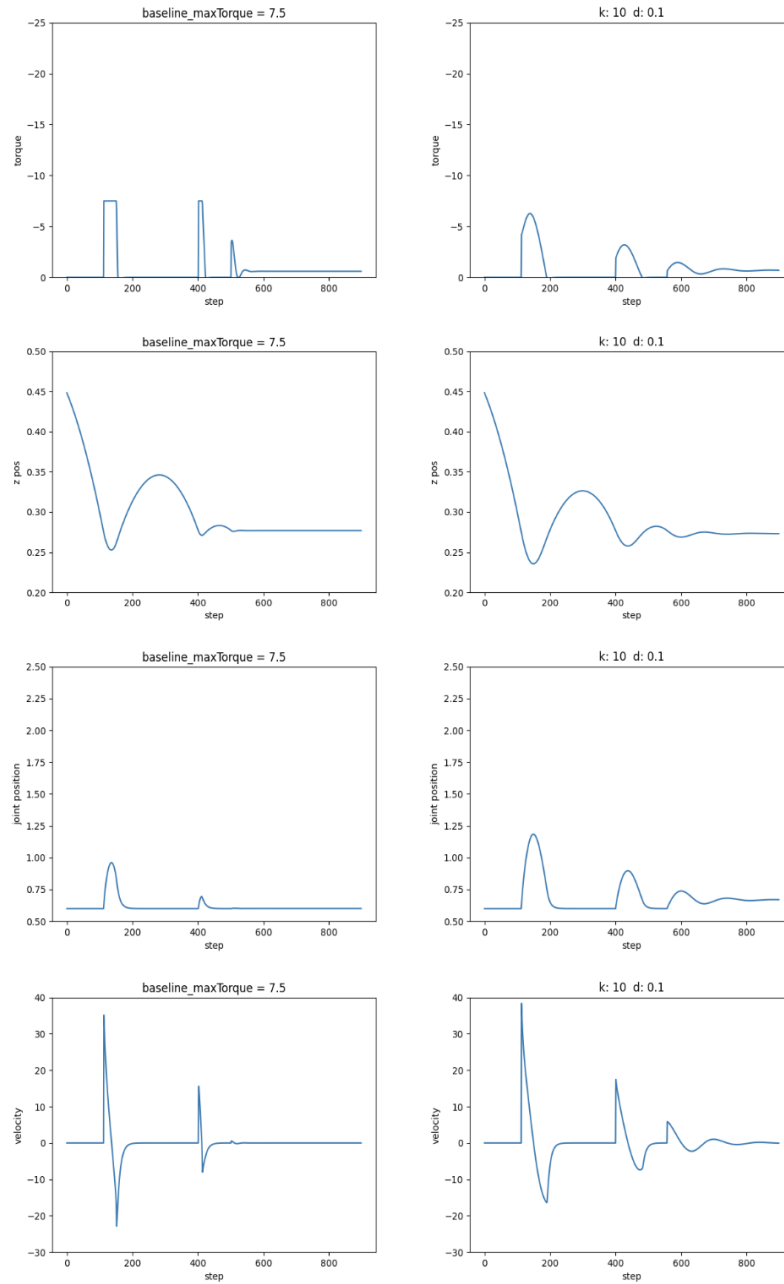 baseline_maxTorque = 7.5
−25
−20
−15
−10
−5
0
torque
0 200 400 600 800
step
k: 10 d: 0.1
−25
−20
−15
−10
−5
0
torque
0 200 400 600 800
step
baseline_maxTorque = 7.5
0.50
0.45
0.40
0.35
0.30
0.25
0.20
z pos
0 200 400 600 800
step
k: 10 d: 0.1
0.50
0.45
0.40
0.35
0.30
0.25
0.20
z pos
0 200 400 600 800
step
baseline_maxTorque = 7.5
2.50
2.25
2.00
1.75
1.50
1.25
1.00
0.75
0.50
joint position
0 200 400 600 800
step
k: 10 d: 0.1
2.50
2.25
2.00
1.75
1.50
1.25
1.00
0.75
0.50
joint position
0 200 400 600 800
step
baseline_maxTorque = 7.5
40
30
20
10
0
−10
−20
−30
velocity
0 200 400 600 800
step
k: 10 d: 0.1
40
30
20
10
0
−10
−20
−30
velocity
0 200 400 600 800
step